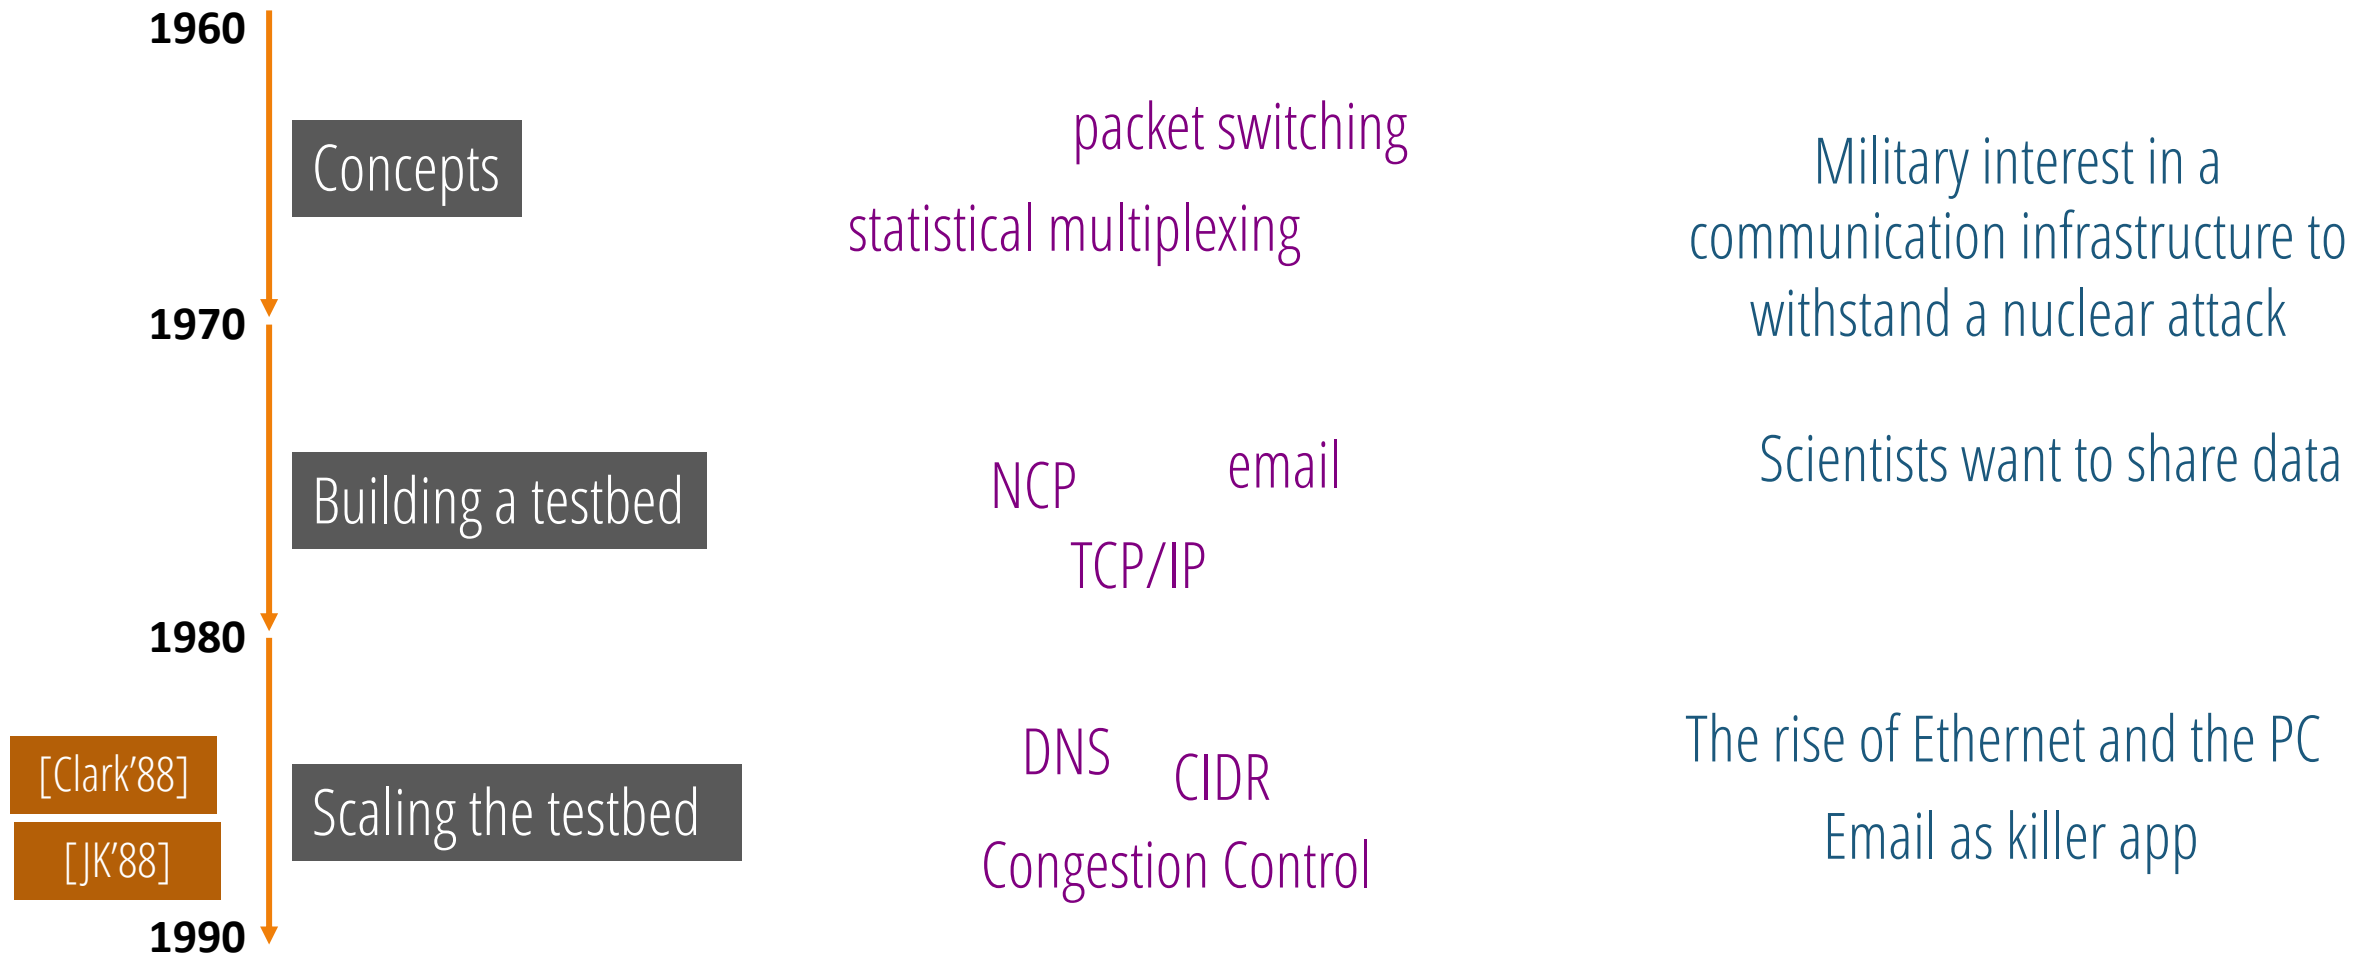 1960
Concepts
packet switching
statistical multiplexing
Military interest in a
communication infrastructure to
withstand a nuclear attack
1970
Building a testbed
NCP
email
TCP/IP
Scientists want to share data
1980
[Clark’88]
[JK’88]
Scaling the testbed
DNS
CIDR
Congestion Control
The rise of Ethernet and the PC
Email as killer app
1990